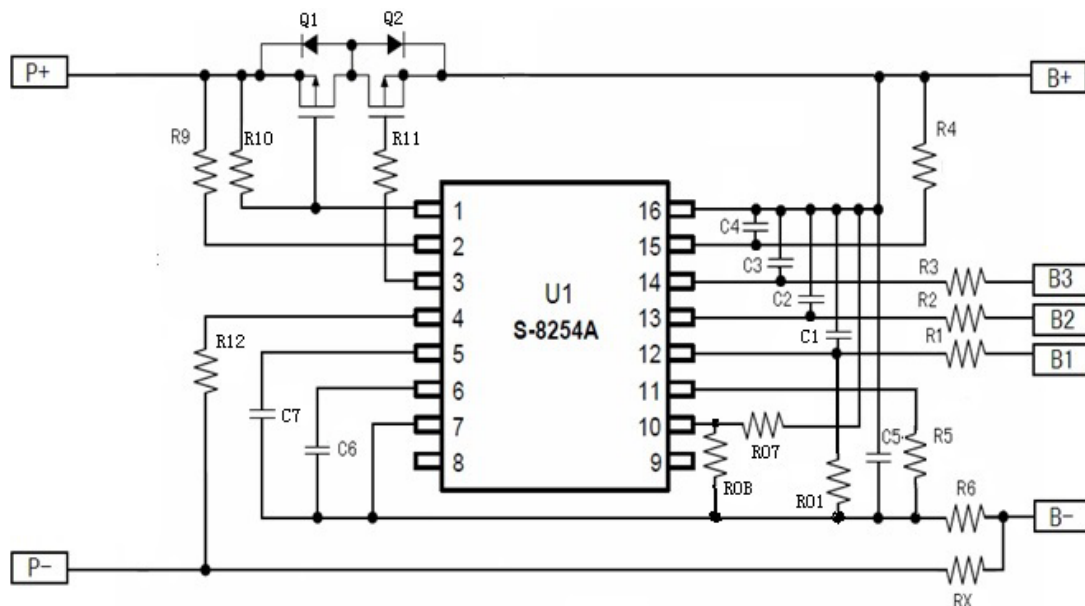 Q1 Q2
P+ B+
R9 R10 R11 R4
1 16
C4
2 15
C3 R3
3 14 B3
U1 C2 R2
4 13 B2
S-8254A
R12 C1 R1
5 12 B1
6 11
C7 C6
7 10 C5 R5
R07
8 9
R0B R01 R6
B-
P- RX